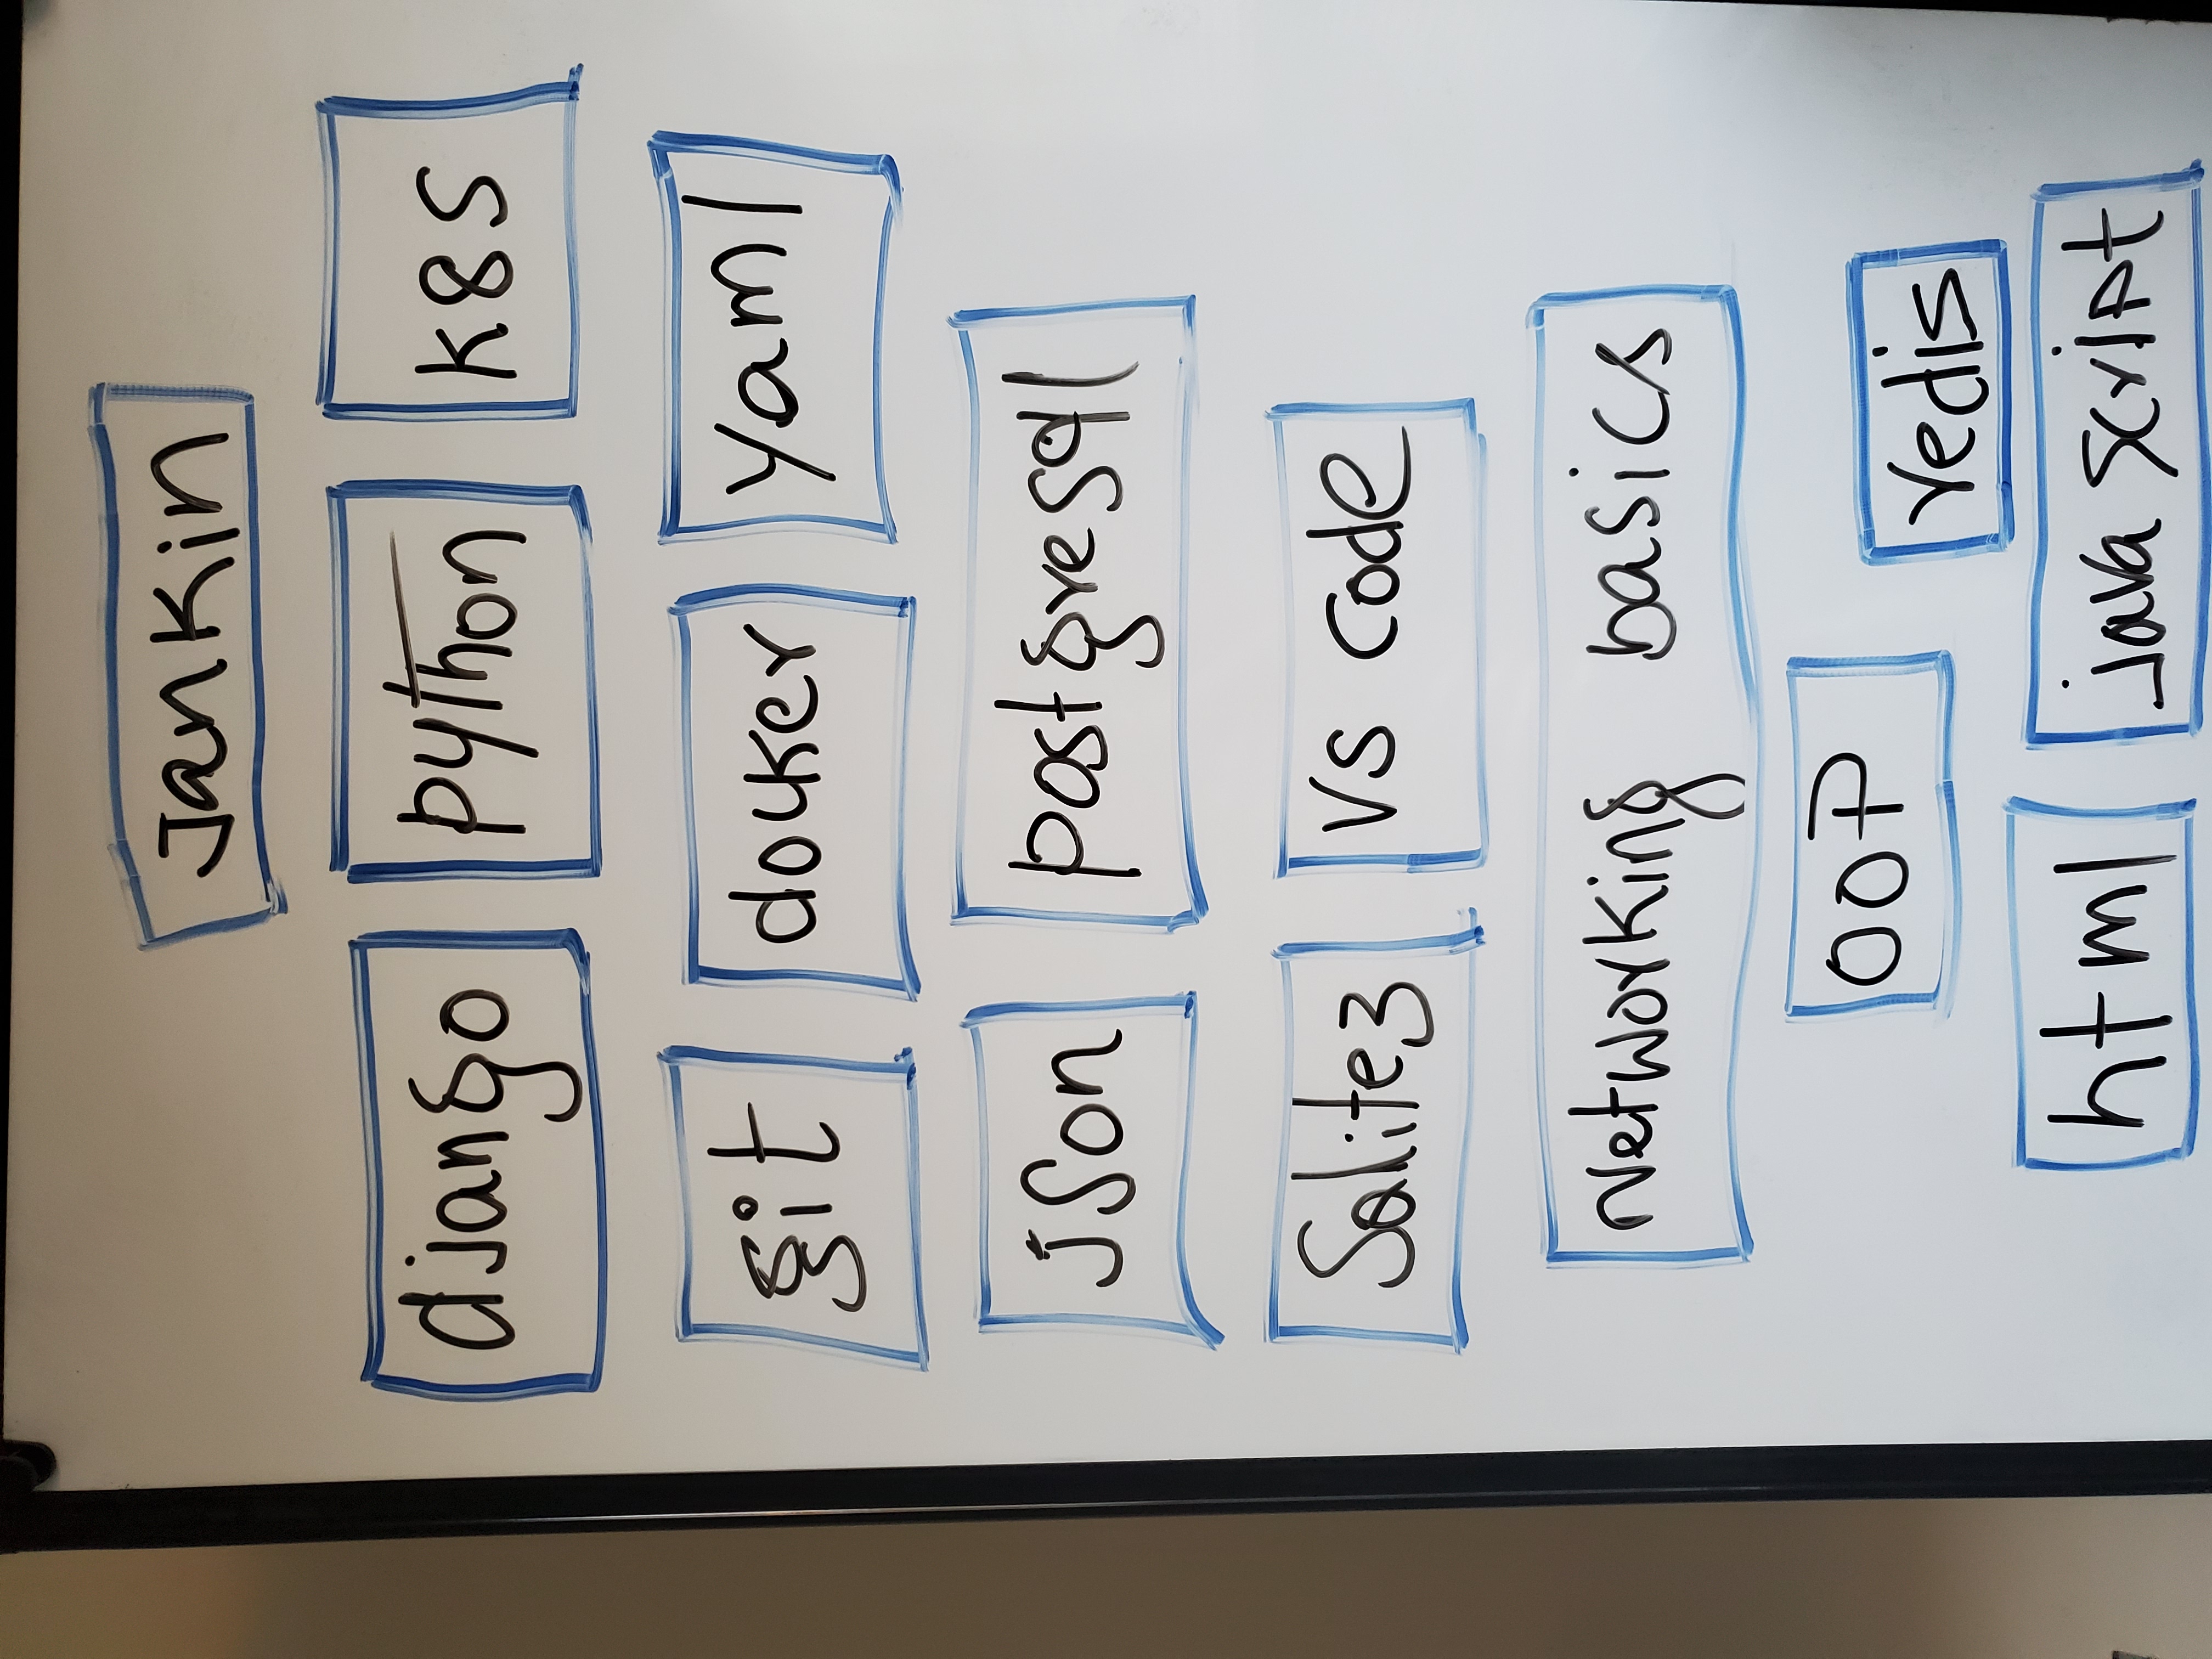 Jankin
django python k8s
git docker yaml
json postgresql
Sqlite3 vs code
Networking basics
OOP
redis
html java script